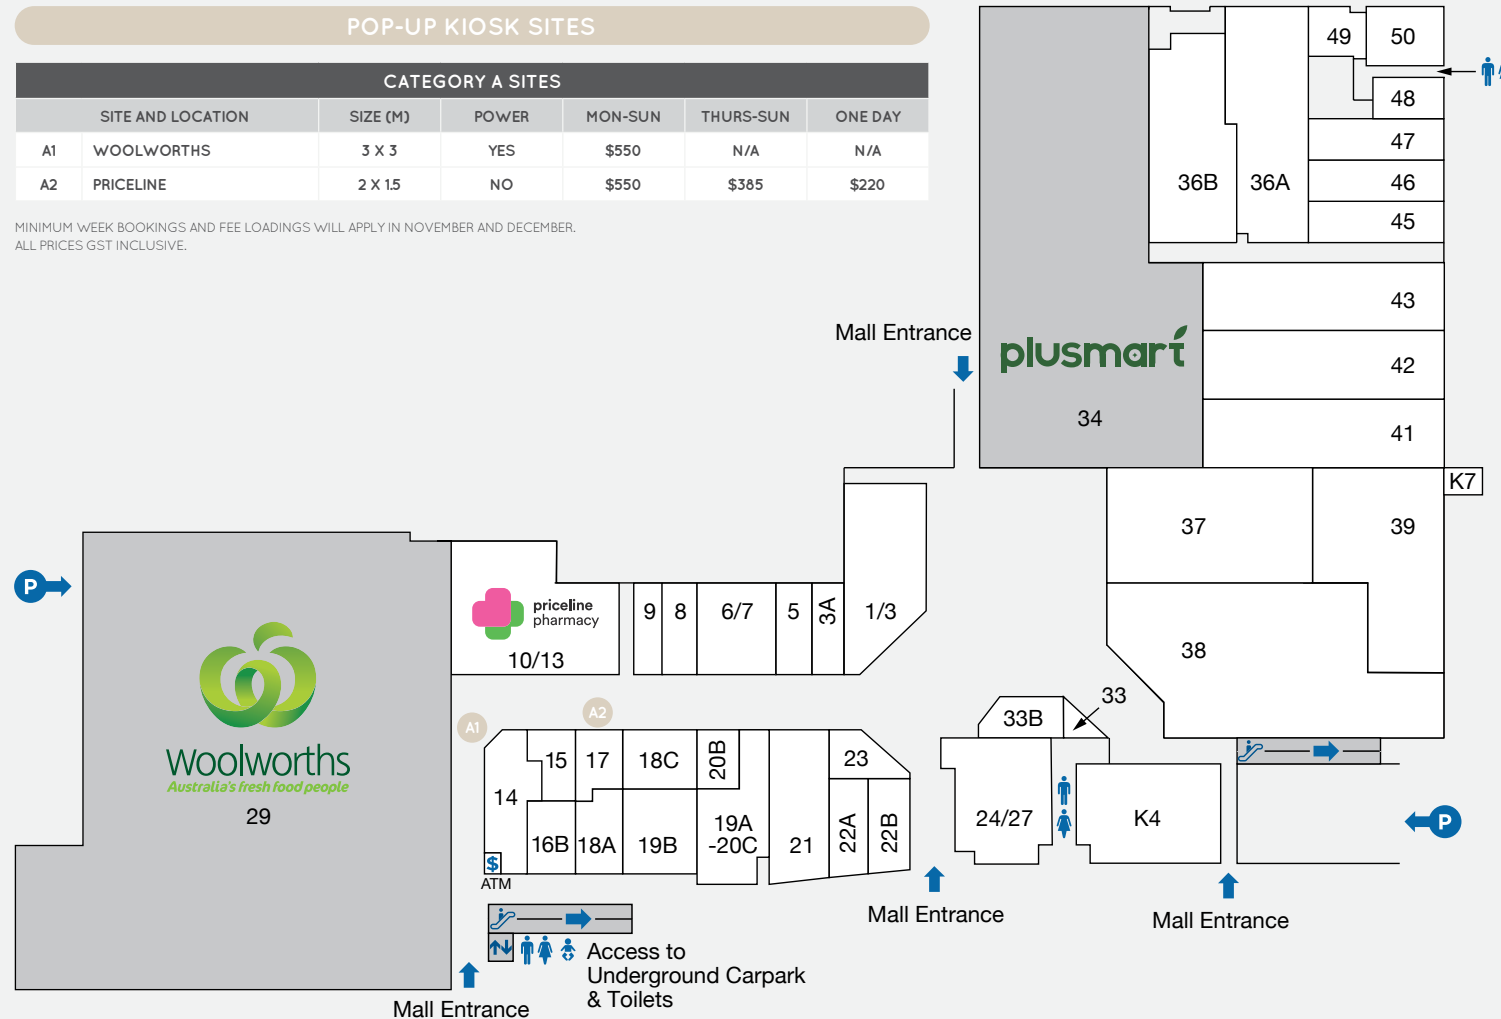 POP-UP KIOSK SITES
CATEGORY A SITES
SITE AND LOCATION SIZE (M) POWER MON-SUN THURS-SUN ONE DAY
A1 WOOLWORTHS 3 X 3 YES $550 N/A N/A
A2 PRICELINE 2 X 1.5 NO $550 $385 $220
MINIMUM WEEK BOOKINGS AND FEE LOADINGS WILL APPLY IN NOVEMBER AND DECEMBER.
ALL PRICES GST INCLUSIVE.
49
50
48
47
46
45
36B
36A
43
42
41
Mall Entrance
plusmart
34
K7
37
39
38
P
Woolworths
Australia's fresh food people
29
priceline
pharmacy
10/13
9
8
6/7
5
3A
1/3
A1
A2
14
15
17
18C
20B
23
16B
18A
19B
19A
-20C
21
22A
22B
$
ATM
33B
33
24/27
K4
P
Mall Entrance
Mall Entrance
Access to
Underground Carpark
& Toilets
Mall Entrance